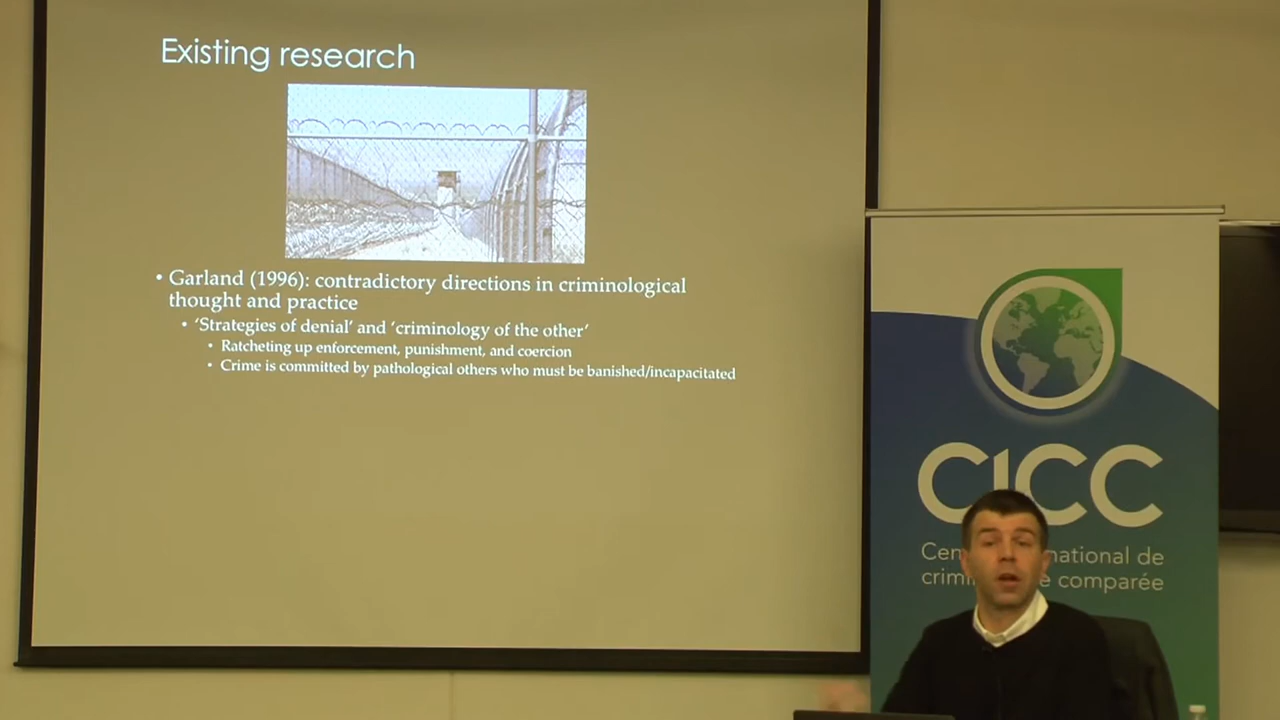 Existing research
• Garland (1996): contradictory directions in criminological
thought and practice
• ‘Strategies of denial’ and ‘criminology of the other’
• Ratcheting up enforcement, punishment, and coercion
• Crime is committed by pathological others who must be banished/incapacitated
CICC
national de
comparée